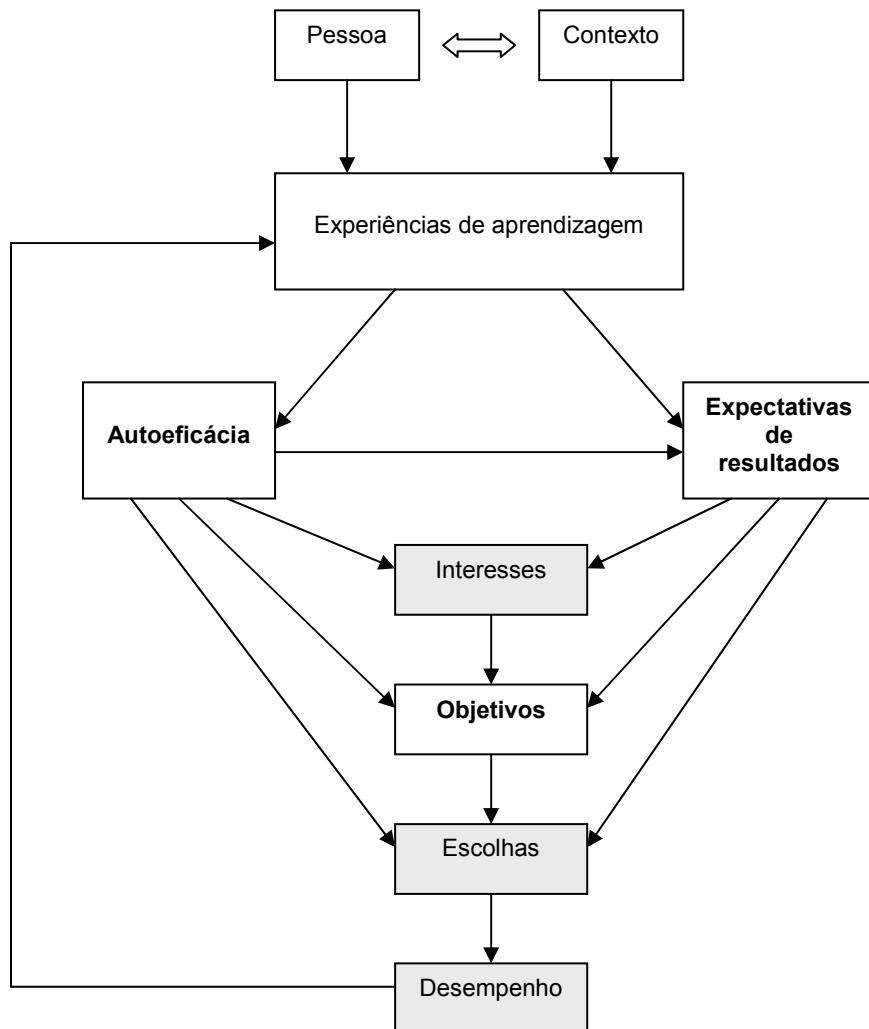 Pessoa
Contexto
Experiências de aprendizagem
Autoeficácia
Expectativas
de
resultados
Interesses
Objetivos
Escolhas
Desempenho